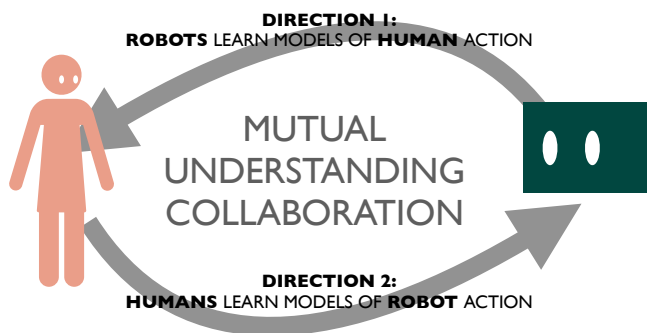 DIRECTION 1:
ROBOTS LEARN MODELS OF HUMAN ACTION
MUTUAL
UNDERSTANDING
COLLABORATION
DIRECTION 2:
HUMANS LEARN MODELS OF ROBOT ACTION